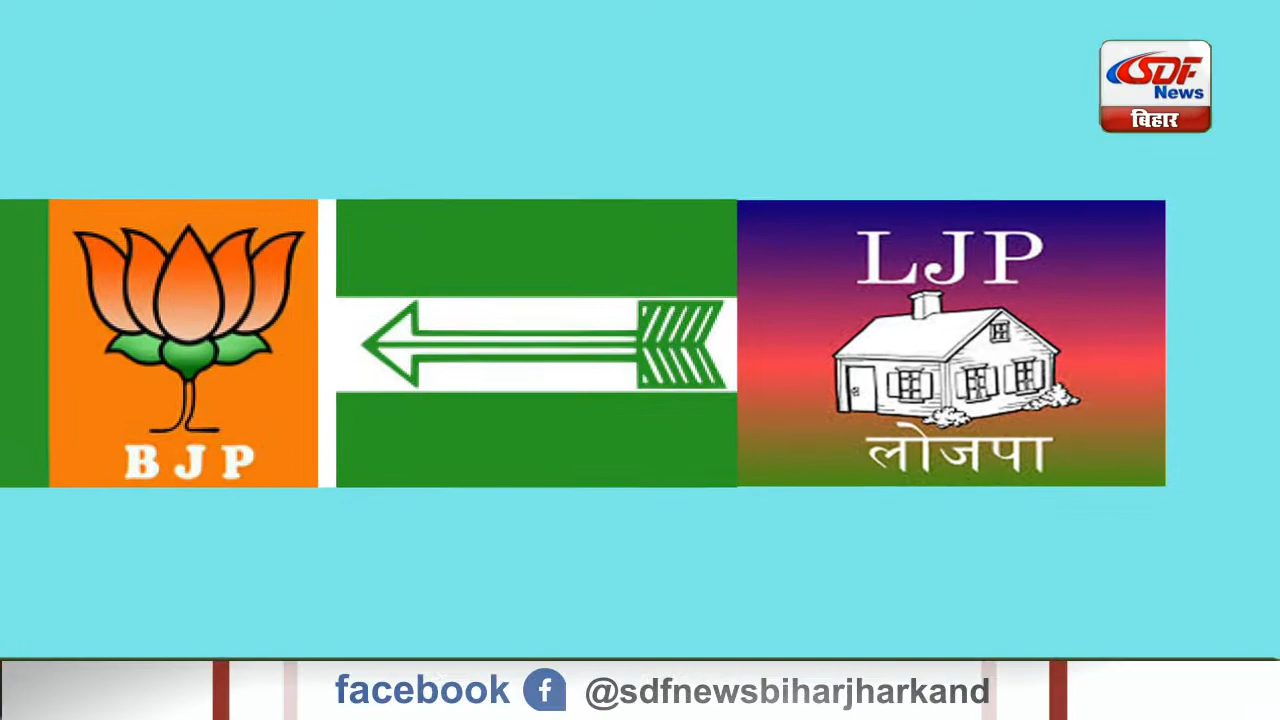 SDF
News
बिहार
BJP
LJP
लोजपा
facebook f @sdfnewsbiharjharkand